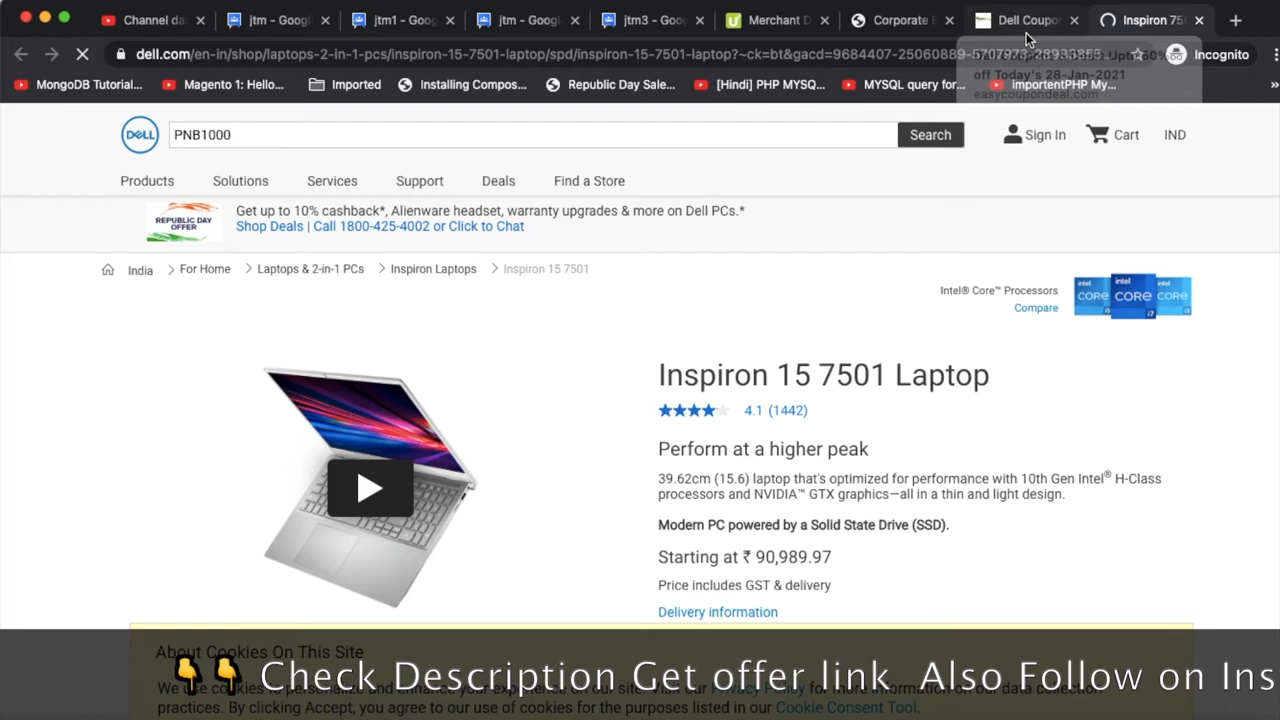 Channel da
jtm - Google
jtm1 - Goog
jtm - Google
jtm3 - Goog
Merchant D
Corporate
Dell Coupo
Inspiron 75
dell.com/en-in/shop/laptops-2-in-1-pcs/inspiron-15-7501-laptop/spd/inspiron-15-7501-laptop?~ck=bt&gacd=9684407-25060889-
Incognito
off Today's 28-Jan-2021
easycoupondeal.com
MongoDB Tutorial...
Magento 1: Hello...
Imported
Installing Compos...
Republic Day Sale...
[Hindi] PHP MYSQ...
MYSQL query for...
importentPHP My...
DELL
PNB1000
Search
Sign In
Cart
IND
Products
Solutions
Services
Support
Deals
Find a Store
REPUBLIC DAY
OFFER
Get up to 10% cashback*, Alienware headset, warranty upgrades & more on Dell PCs.*
Shop Deals | Call 1800-425-4002 or Click to Chat
India
For Home
Laptops & 2-in-1 PCs
Inspiron Laptops
Inspiron 15 7501
Intel® Core™ Processors
Compare
intel CORE
intel CORE i7
intel CORE
Inspiron 15 7501 Laptop
4.1 (1442)
Perform at a higher peak
39.62cm (15.6) laptop that's optimized for performance with 10th Gen Intel® H-Class
processors and NVIDIA™ GTX graphics—all in a thin and light design.
Modern PC powered by a Solid State Drive (SSD).
Starting at ₹ 90,989.97
Price includes GST & delivery
Delivery information
About Cookies On This Site
👇👇 Check Description Get offer link Also Follow on Ins
We use cookies to personalize and enhance your experience on our site. Visit our Privacy Policy for more information on our data collection
practices. By clicking Accept, you agree to our use of cookies for the purposes listed in our Cookie Consent Tool.